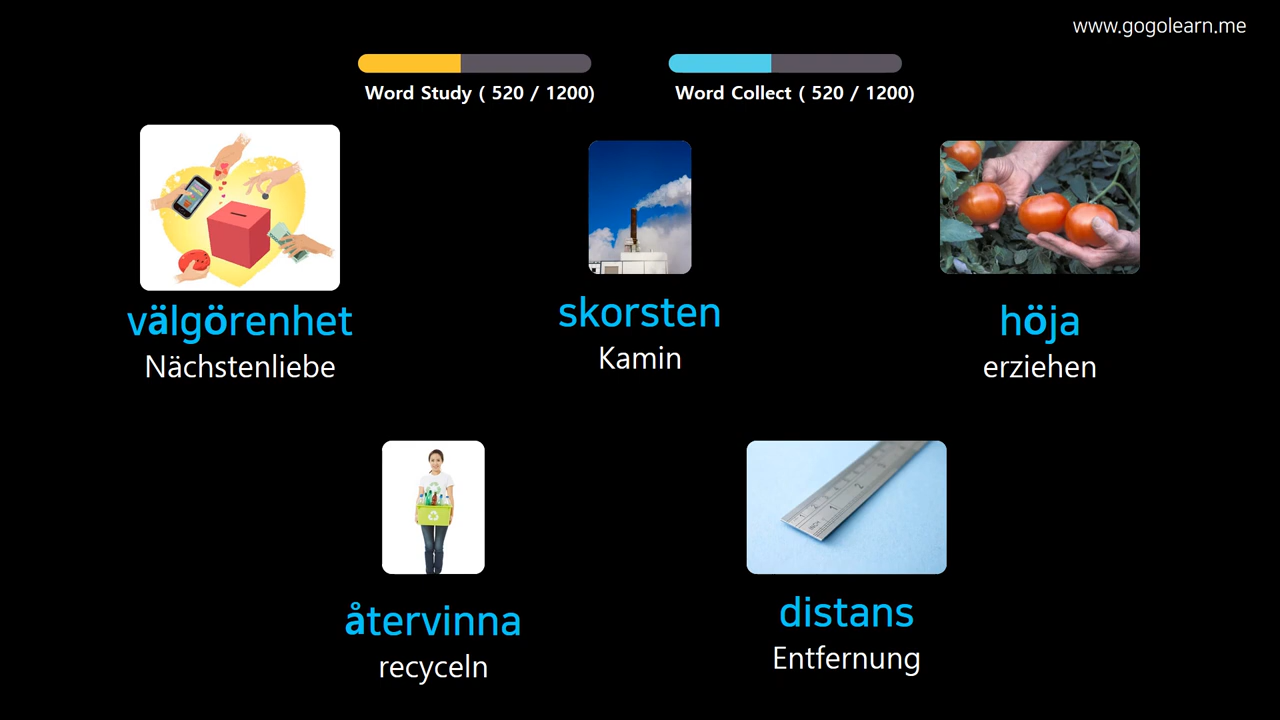 www.gogolearn.me
Word Study ( 520 / 1200)
Word Collect ( 520 / 1200)
välgörenhet
Nächstenliebe
skorsten
Kamin
höja
erziehen
återvinna
recyceln
distans
Entfernung